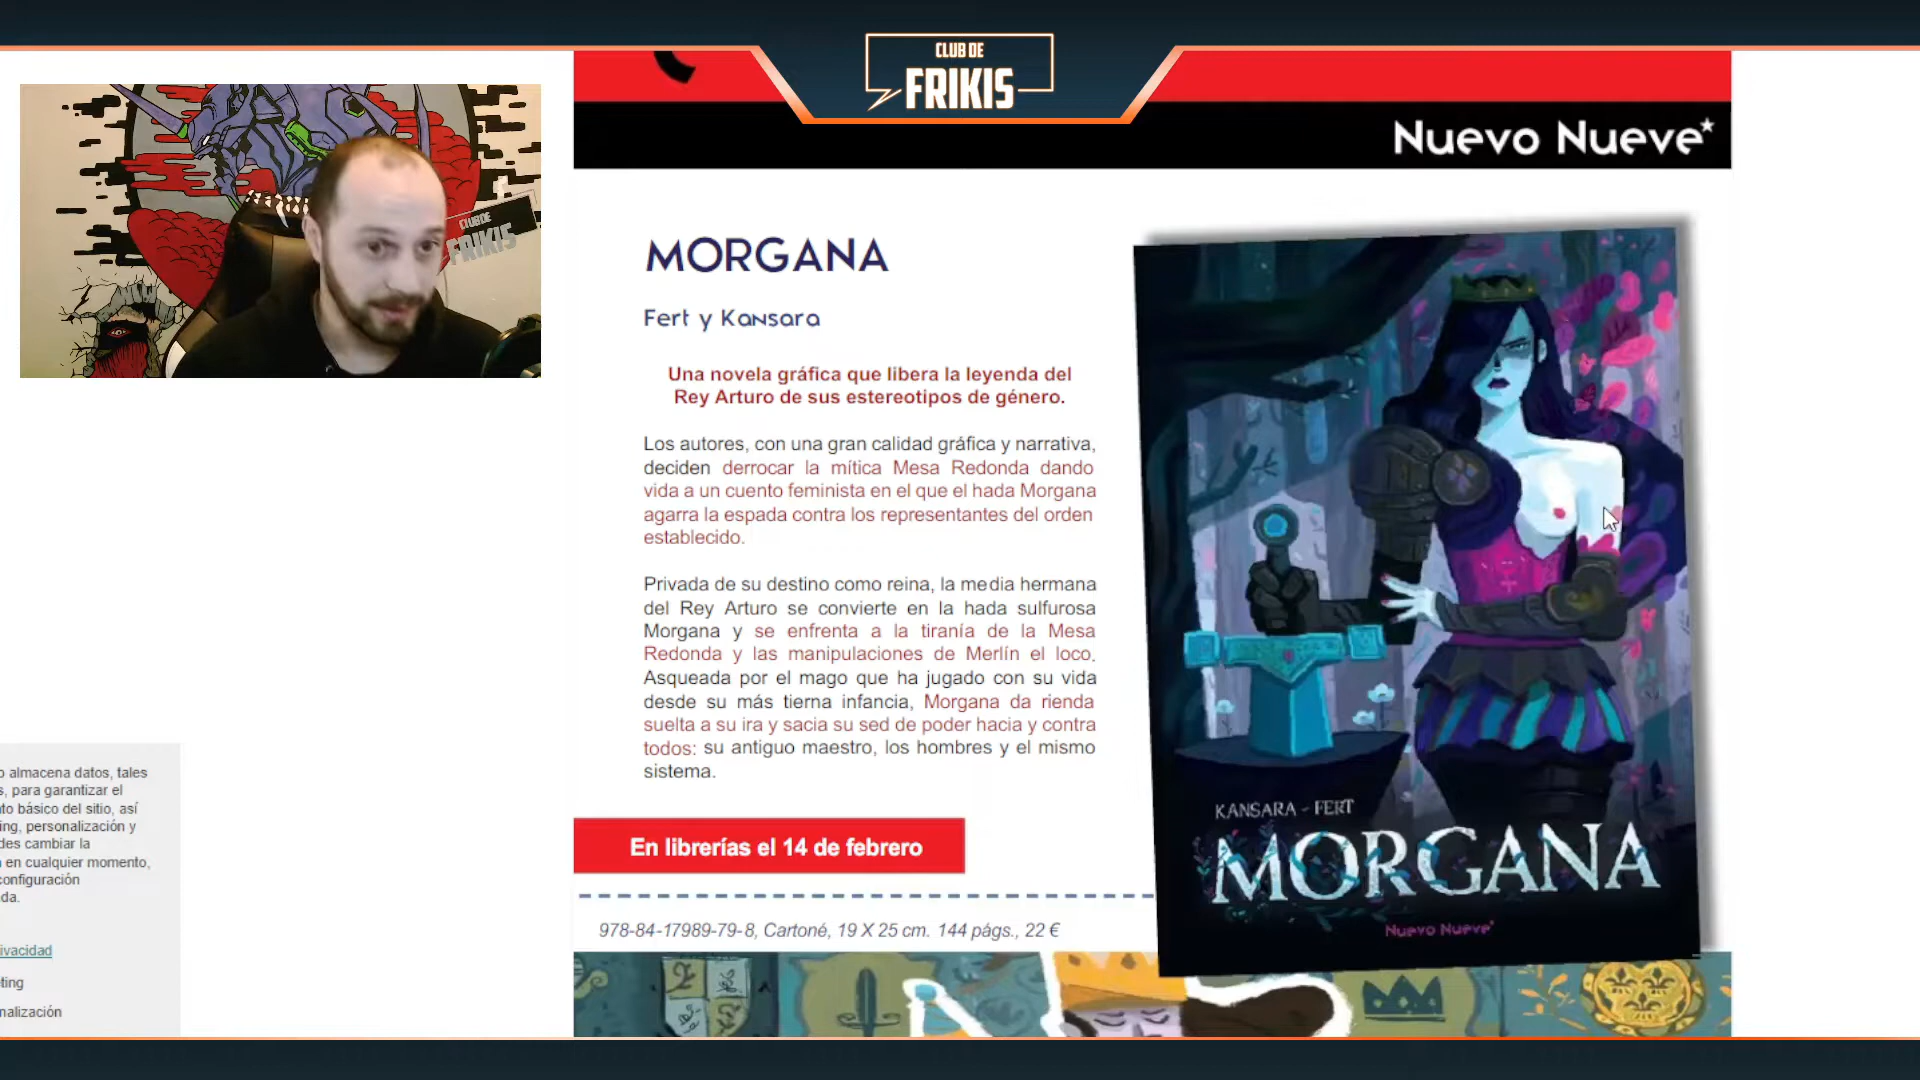 CLUB DE
FRIKIS
Nuevo Nueve*
CLUB DE
FRIKIS
MORGANA
Fert y Kansara
Una novela gráfica que libera la leyenda del
Rey Arturo de sus estereotipos de género.
Los autores, con una gran calidad gráfica y narrativa,
deciden derrocar la mítica Mesa Redonda dando
vida a un cuento feminista en el que el hada Morgana
agarra la espada contra los representantes del orden
establecido.
Privada de su destino como reina, la media hermana
del Rey Arturo se convierte en la hada sulfurosa
Morgana y se enfrenta a la tiranía de la Mesa
Redonda y las manipulaciones de Merlín el loco.
Asqueada por el mago que ha jugado con su vida
desde su más tierna infancia, Morgana da rienda
suelta a su ira y sacia su sed de poder hacia y contra
todos: su antiguo maestro, los hombres y el mismo
sistema.
En librerías el 14 de febrero
978-84-17989-79-8, Cartoné, 19 X 25 cm. 144 págs., 22 €
KANSARA - FERT
MORGANA
Nuevo Nueve*
o almacena datos, tales
s, para garantizar el
to básico del sitio, así
ing, personalización y
des cambiar la
en cualquier momento,
configuración
da.
ivacidad
ting
nalización